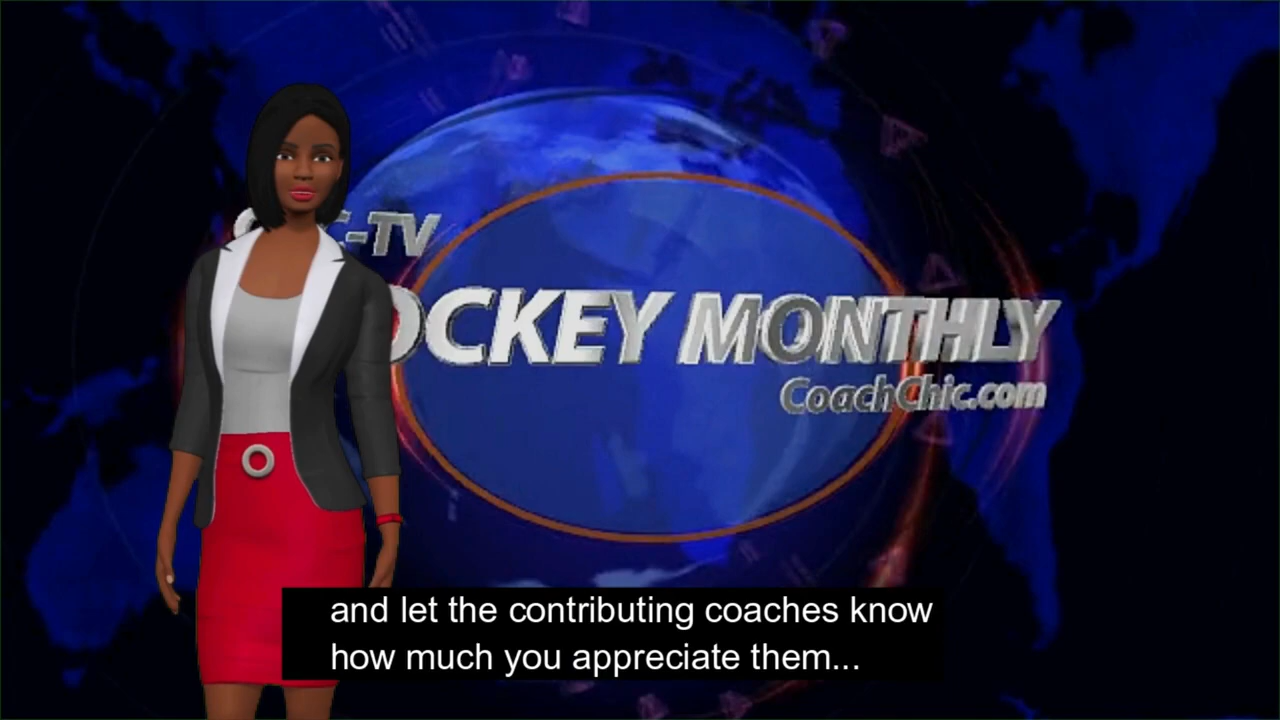 -TV
OCKEY MONTHLY
CoachChic.com
and let the contributing coaches know
how much you appreciate them...